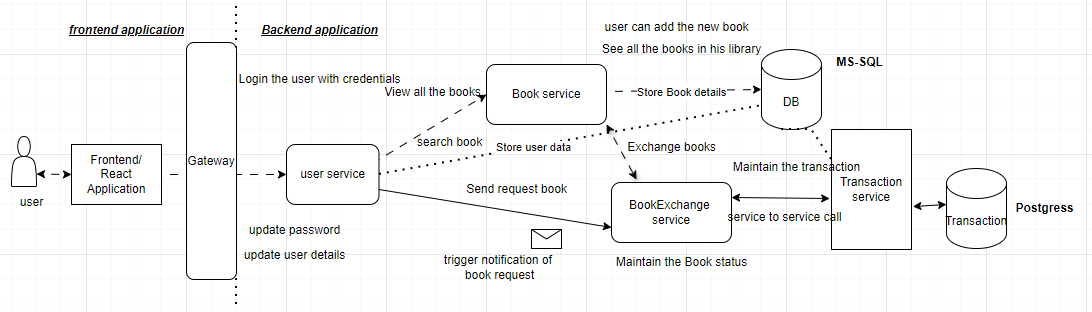 frontend application
Backend application
user can add the new book
See all the books in his library
MS-SQL
Login the user with credentials
View all the books
Book service
Store Book details
DB
search book
Store user data
Exchange books
Frontend/
React
Application
Gateway
user service
user
Maintain the transaction
Send request book
BookExchange
service
Transaction
service
service to service call
Transaction
Postgress
update password
update user details
trigger notification of
book request
Maintain the Book status